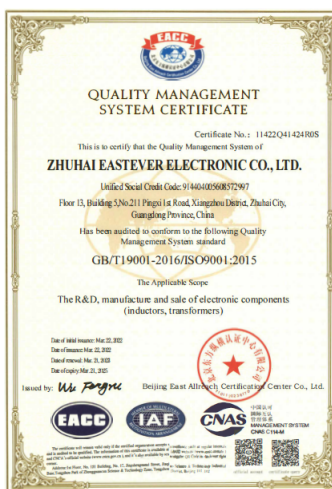 EACC
QUALITY MANAGEMENT
SYSTEM CERTIFICATE
Certificate No.: 11422Q41424R0S
This is to certify that the Quality Management System of
ZHUHAI EASTEVER ELECTRONIC CO., LTD.
Unified Social Credit Code: 914404005608572997
Floor 13, Building 5,No.211 Pingxi 1st Road, Xiangzhou District, Zhuhai City,
Guangdong Province, China
Has been audited to conform to the following Quality
Management System standard
GB/T19001-2016/ISO9001:2015
The Applicable Scope
The R&D, manufacture and sale of electronic components
(inductors, transformers)
Date of initial issuance: Mar. 22, 2022
Date of issuance: Mar. 22, 2022
Date of renewal: Mar. 21, 2023
Date of expiry: Mar. 21, 2025
Issued by:
Beijing East Allreach Certification Center Co., Ltd.
EACC
IAF
CNAS
MANAGEMENT SYSTEM
CNAS C114-M